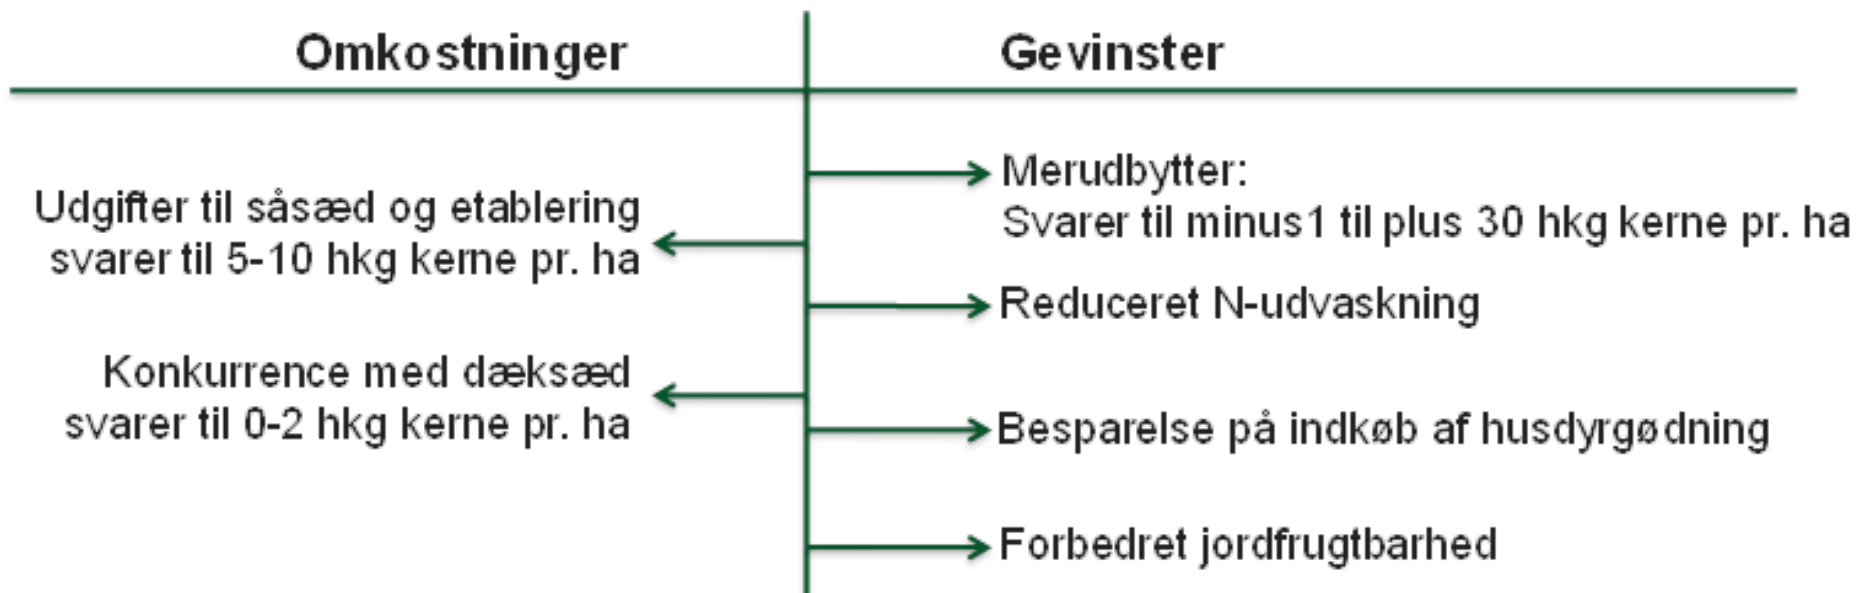 Omkostninger
Gevinster
Udgifter til såsæd og etablering
svarer til 5-10 hkg kerne pr. ha
Konkurrence med dæksæd
svarer til 0-2 hkg kerne pr. ha
Merudbytter:
Svarer til minus1 til plus 30 hkg kerne pr. ha
Reduceret N-udvaskning
Besparelse på indkøb af husdyrgødning
Forbedret jordfrugtbarhed